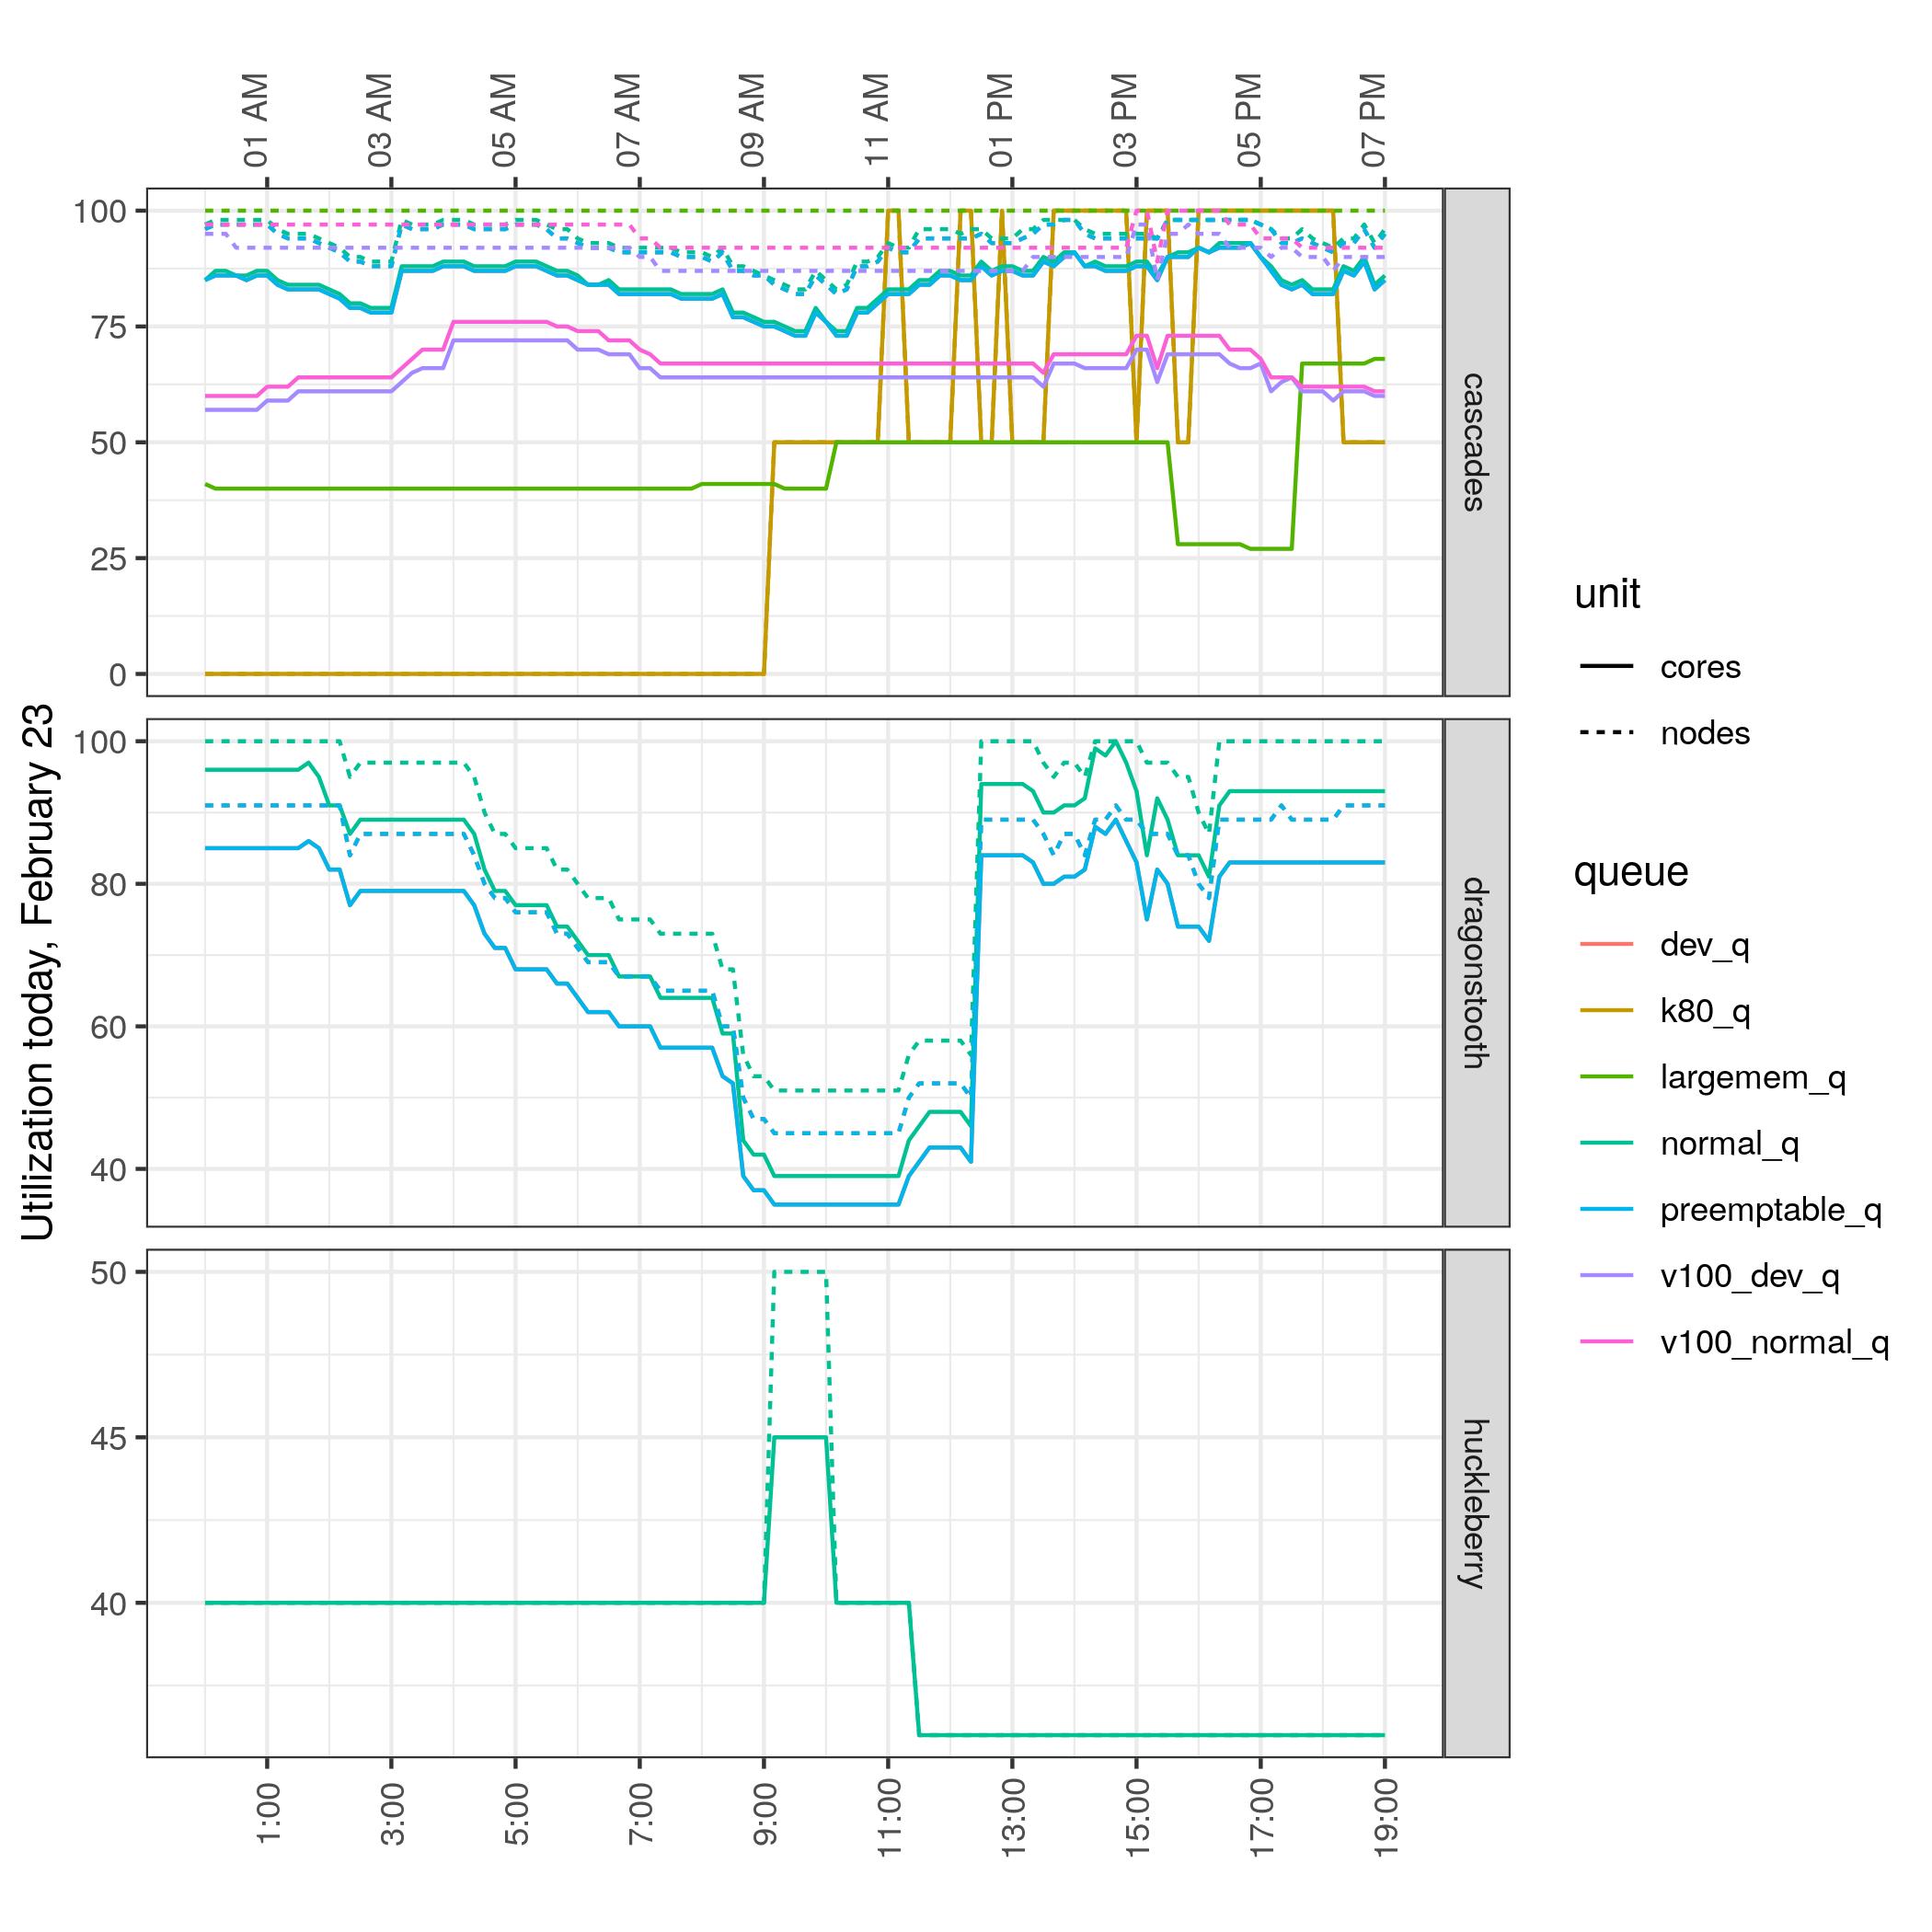 01 AM
03 AM
05 AM
07 AM
09 AM
11 AM
01 PM
03 PM
05 PM
07 PM
Utilization today, February 23
100
75
50
25
0
cascades
100
80
60
40
dragonstooth
50
45
40
huckleberry
1:00
3:00
5:00
7:00
9:00
11:00
13:00
15:00
17:00
19:00
unit
cores
nodes
queue
dev_q
k80_q
largemem_q
normal_q
preemptable_q
v100_dev_q
v100_normal_q